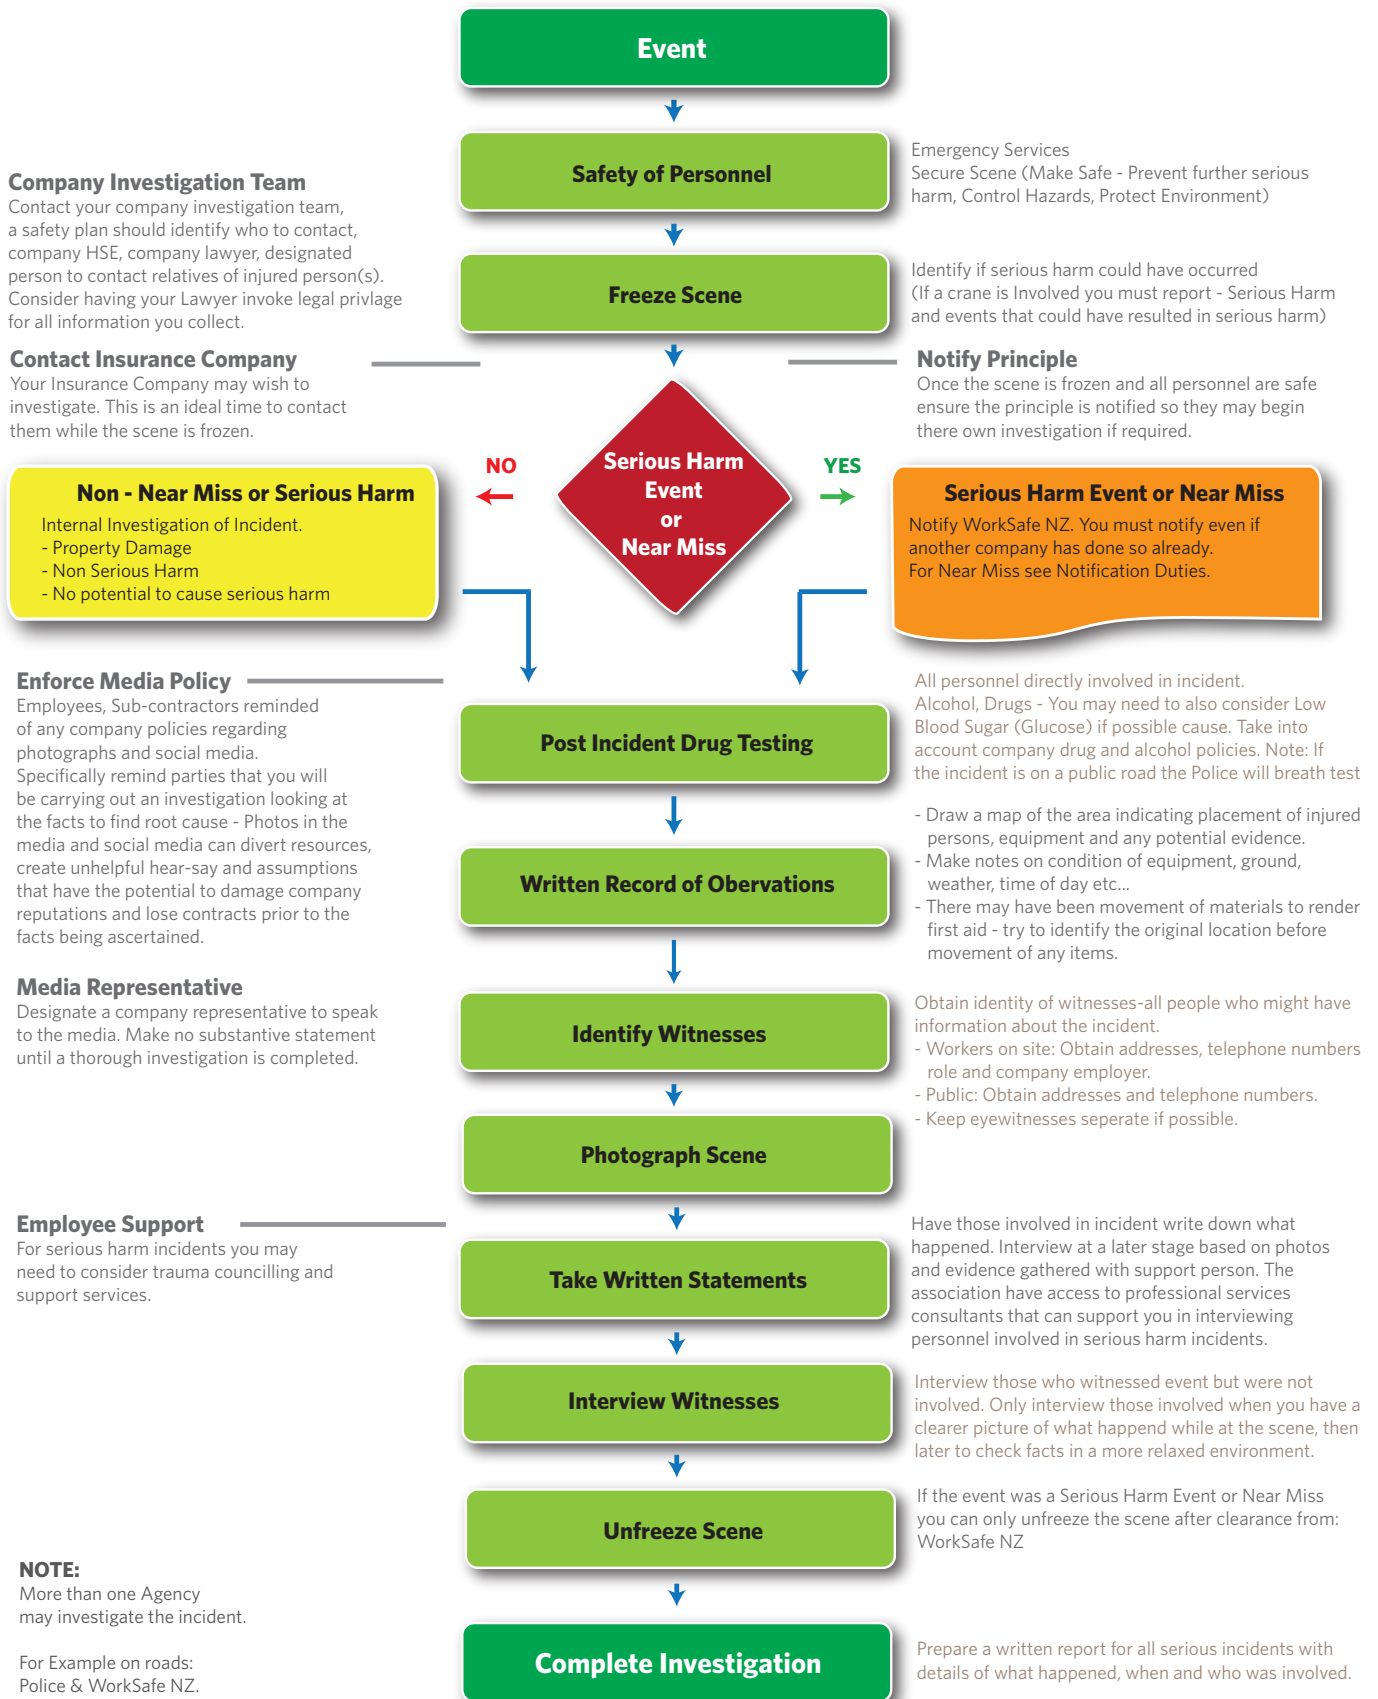 Event
Safety of Personnel
Emergency Services
Secure Scene (Make Safe - Prevent further serious
harm, Control Hazards, Protect Environment)
Company Investigation Team
Contact your company investigation team,
a safety plan should identify who to contact,
company HSE, company lawyer, designated
person to contact relatives of injured person(s).
Consider having your Lawyer invoke legal privlage
for all information you collect.
Freeze Scene
Identify if serious harm could have occurred
(If a crane is Involved you must report - Serious Harm
and events that could have resulted in serious harm)
Contact Insurance Company
Your Insurance Company may wish to
investigate. This is an ideal time to contact
them while the scene is frozen.
Notify Principle
Once the scene is frozen and all personnel are safe
ensure the principle is notified so they may begin
there own investigation if required.
Serious Harm
Event
or
Near Miss
NO
YES
Non - Near Miss or Serious Harm
Internal Investigation of Incident.
- Property Damage
- Non Serious Harm
- No potential to cause serious harm
Serious Harm Event or Near Miss
Notify WorkSafe NZ. You must notify even if
another company has done so already.
For Near Miss see Notification Duties.
Enforce Media Policy
Employees, Sub-contractors reminded
of any company policies regarding
photographs and social media.
Specifically remind parties that you will
be carrying out an investigation looking at
the facts to find root cause - Photos in the
media and social media can divert resources,
create unhelpful hear-say and assumptions
that have the potential to damage company
reputations and lose contracts prior to the
facts being ascertained.
Post Incident Drug Testing
All personnel directly involved in incident.
Alcohol, Drugs - You may need to also consider Low
Blood Sugar (Glucose) if possible cause. Take into
account company drug and alcohol policies. Note: If
the incident is on a public road the Police will breath test
Written Record of Obervations
- Draw a map of the area indicating placement of injured
persons, equipment and any potential evidence.
- Make notes on condition of equipment, ground,
weather, time of day etc...
- There may have been movement of materials to render
first aid - try to identify the original location before
movement of any items.
Media Representative
Designate a company representative to speak
to the media. Make no substantive statement
until a thorough investigation is completed.
Identify Witnesses
Obtain identity of witnesses-all people who might have
information about the incident.
- Workers on site: Obtain addresses, telephone numbers
role and company employer.
- Public: Obtain addresses and telephone numbers.
- Keep eyewitnesses seperate if possible.
Photograph Scene
Employee Support
For serious harm incidents you may
need to consider trauma councilling and
support services.
Take Written Statements
Have those involved in incident write down what
happened. Interview at a later stage based on photos
and evidence gathered with support person. The
association have access to professional services
consultants that can support you in interviewing
personnel involved in serious harm incidents.
Interview Witnesses
Interview those who witnessed event but were not
involved. Only interview those involved when you have a
clearer picture of what happend while at the scene, then
later to check facts in a more relaxed environment.
Unfreeze Scene
If the event was a Serious Harm Event or Near Miss
you can only unfreeze the scene after clearance from:
WorkSafe NZ
NOTE:
More than one Agency
may investigate the incident.
For Example on roads:
Police & WorkSafe NZ.
Complete Investigation
Prepare a written report for all serious incidents with
details of what happened, when and who was involved.